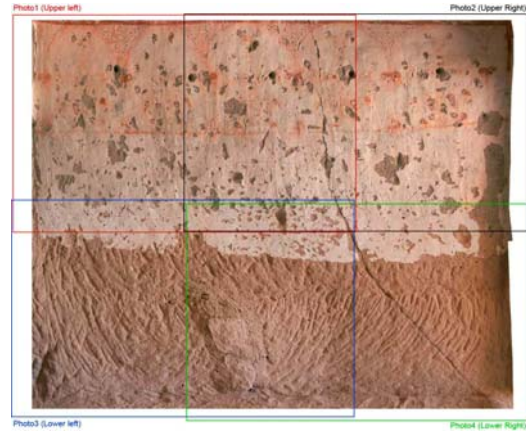 Photo1 (Upper left)
Photo2 (Upper Right)
Photo3 (Lower left)
Photo4 (Lower Right)